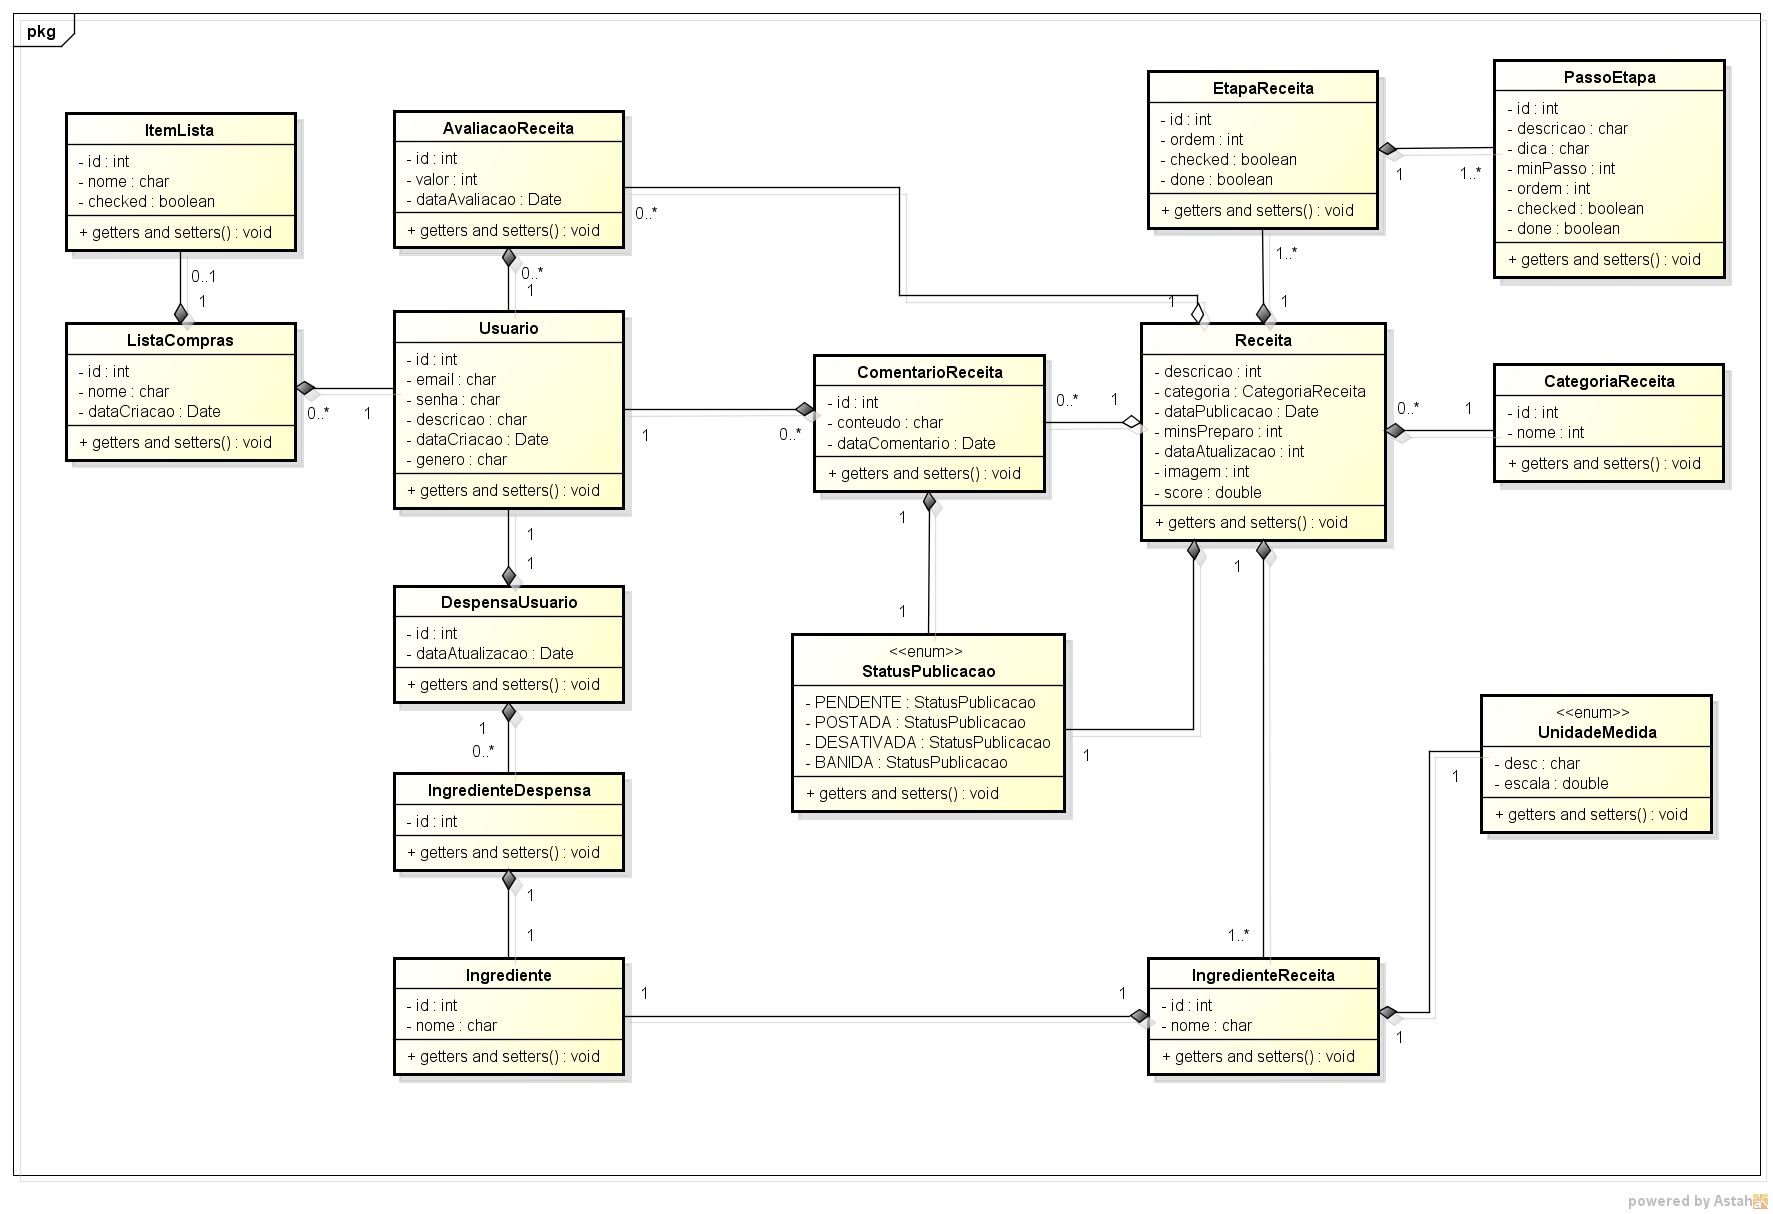 pkg
ItemLista
- id : int
- nome : char
- checked : boolean
+ getters and setters() : void
0..1
1
ListaCompras
- id : int
- nome : char
- dataCriacao : Date
+ getters and setters() : void
0..*
1
AvaliacaoReceita
- id : int
- valor : int
- dataAvaliacao : Date
+ getters and setters() : void
0..*
1
0..*
1
Usuario
- id : int
- email : char
- senha : char
- descricao : char
- dataCriacao : Date
- genero : char
+ getters and setters() : void
1
0..*
1
1
DespensaUsuario
- id : int
- dataAtualizacao : Date
+ getters and setters() : void
1
0..*
IngredienteDespensa
- id : int
+ getters and setters() : void
1
1
Ingrediente
- id : int
- nome : char
+ getters and setters() : void
1
1
ComentarioReceita
- id : int
- conteudo : char
- dataComentario : Date
+ getters and setters() : void
0..*
1
1
1
<<enum>>
StatusPublicacao
- PENDENTE : StatusPublicacao
- POSTADA : StatusPublicacao
- DESATIVADA : StatusPublicacao
- BANIDA : StatusPublicacao
+ getters and setters() : void
1
EtapaReceita
- id : int
- ordem : int
- checked : boolean
- done : boolean
+ getters and setters() : void
1
1..*
1..*
1
PassoEtapa
- id : int
- descricao : char
- dica : char
- minPasso : int
- ordem : int
- checked : boolean
- done : boolean
+ getters and setters() : void
Receita
- descricao : int
- categoria : CategoriaReceita
- dataPublicacao : Date
- minsPreparo : int
- dataAtualizacao : int
- imagem : int
- score : double
+ getters and setters() : void
0..*
1
1
1..*
CategoriaReceita
- id : int
- nome : int
+ getters and setters() : void
<<enum>>
UnidadeMedida
- desc : char
- escala : double
+ getters and setters() : void
1
1
IngredienteReceita
- id : int
- nome : char
+ getters and setters() : void
powered by Astah